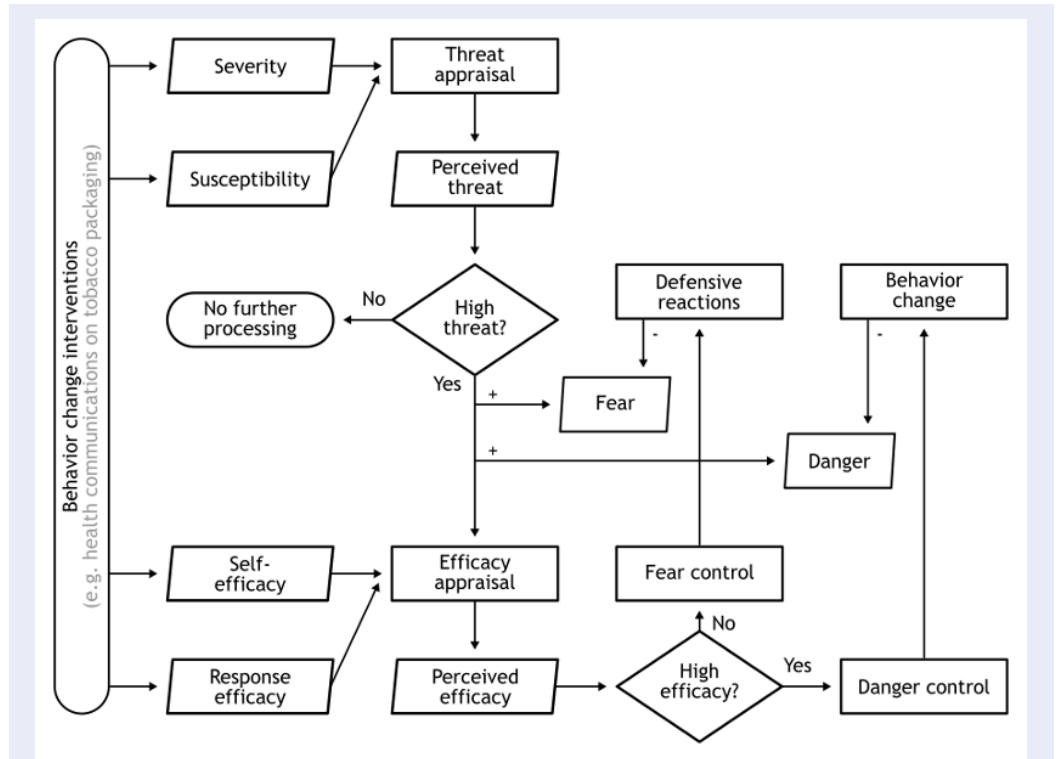 Behavior change interventions
(e.g. health communications on tobacco packaging)
Severity
Threat
appraisal
Susceptibility
Perceived
threat
No further
processing
No
High
threat?
Yes
+
+
Defensive
reactions
-
Fear
Behavior
change
-
Danger
Self-
efficacy
Efficacy
appraisal
Fear control
No
Response
efficacy
Perceived
efficacy
High
efficacy?
Yes
Danger control